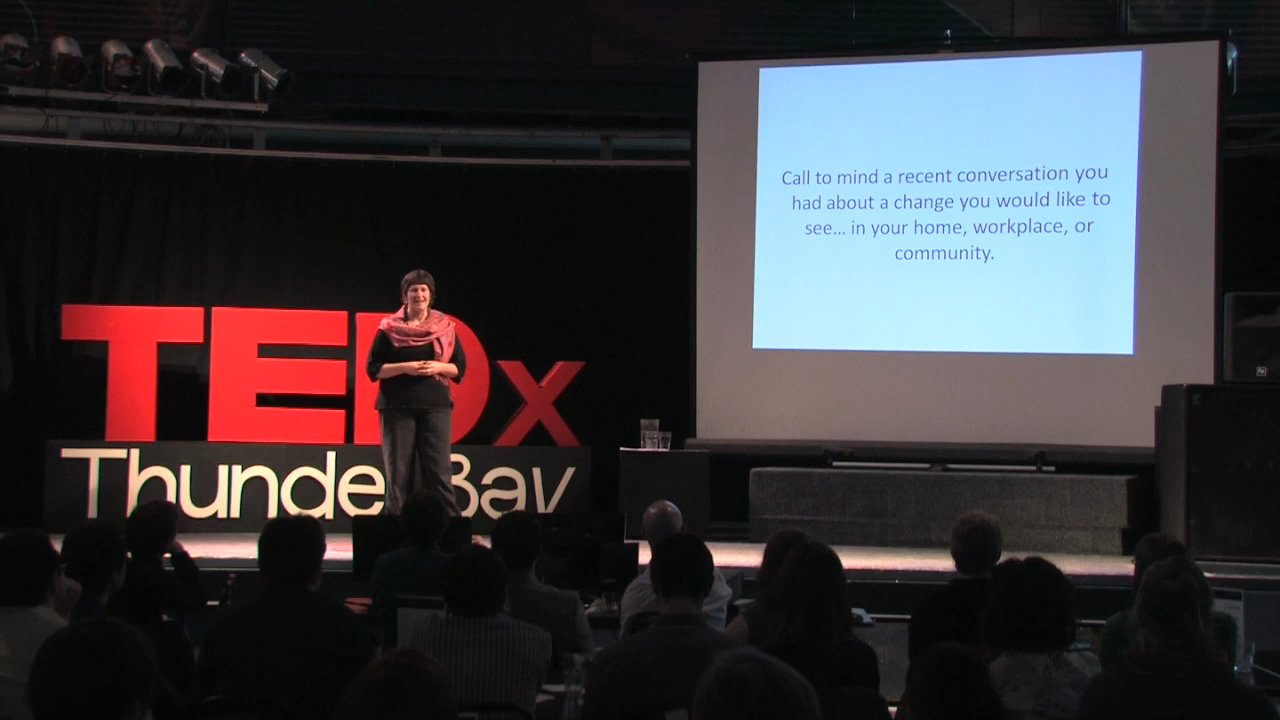 Call to mind a recent conversation you
had about a change you would like to
see... in your home, workplace, or
community.
TEDx
Thunder Bay